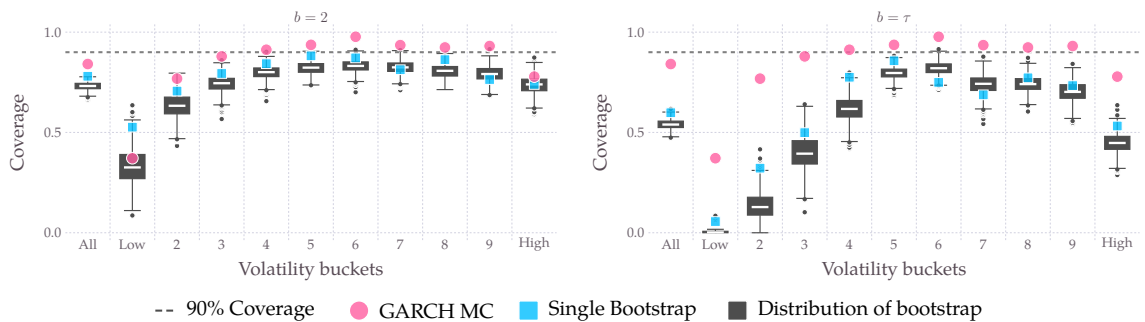 b = 2
1.0
0.5
0.0
Coverage
All Low 2 3 4 5 6 7 8 9 High
Volatility buckets
b = τ
1.0
0.5
0.0
Coverage
All Low 2 3 4 5 6 7 8 9 High
Volatility buckets
90% Coverage GARCH MC Single Bootstrap Distribution of bootstrap